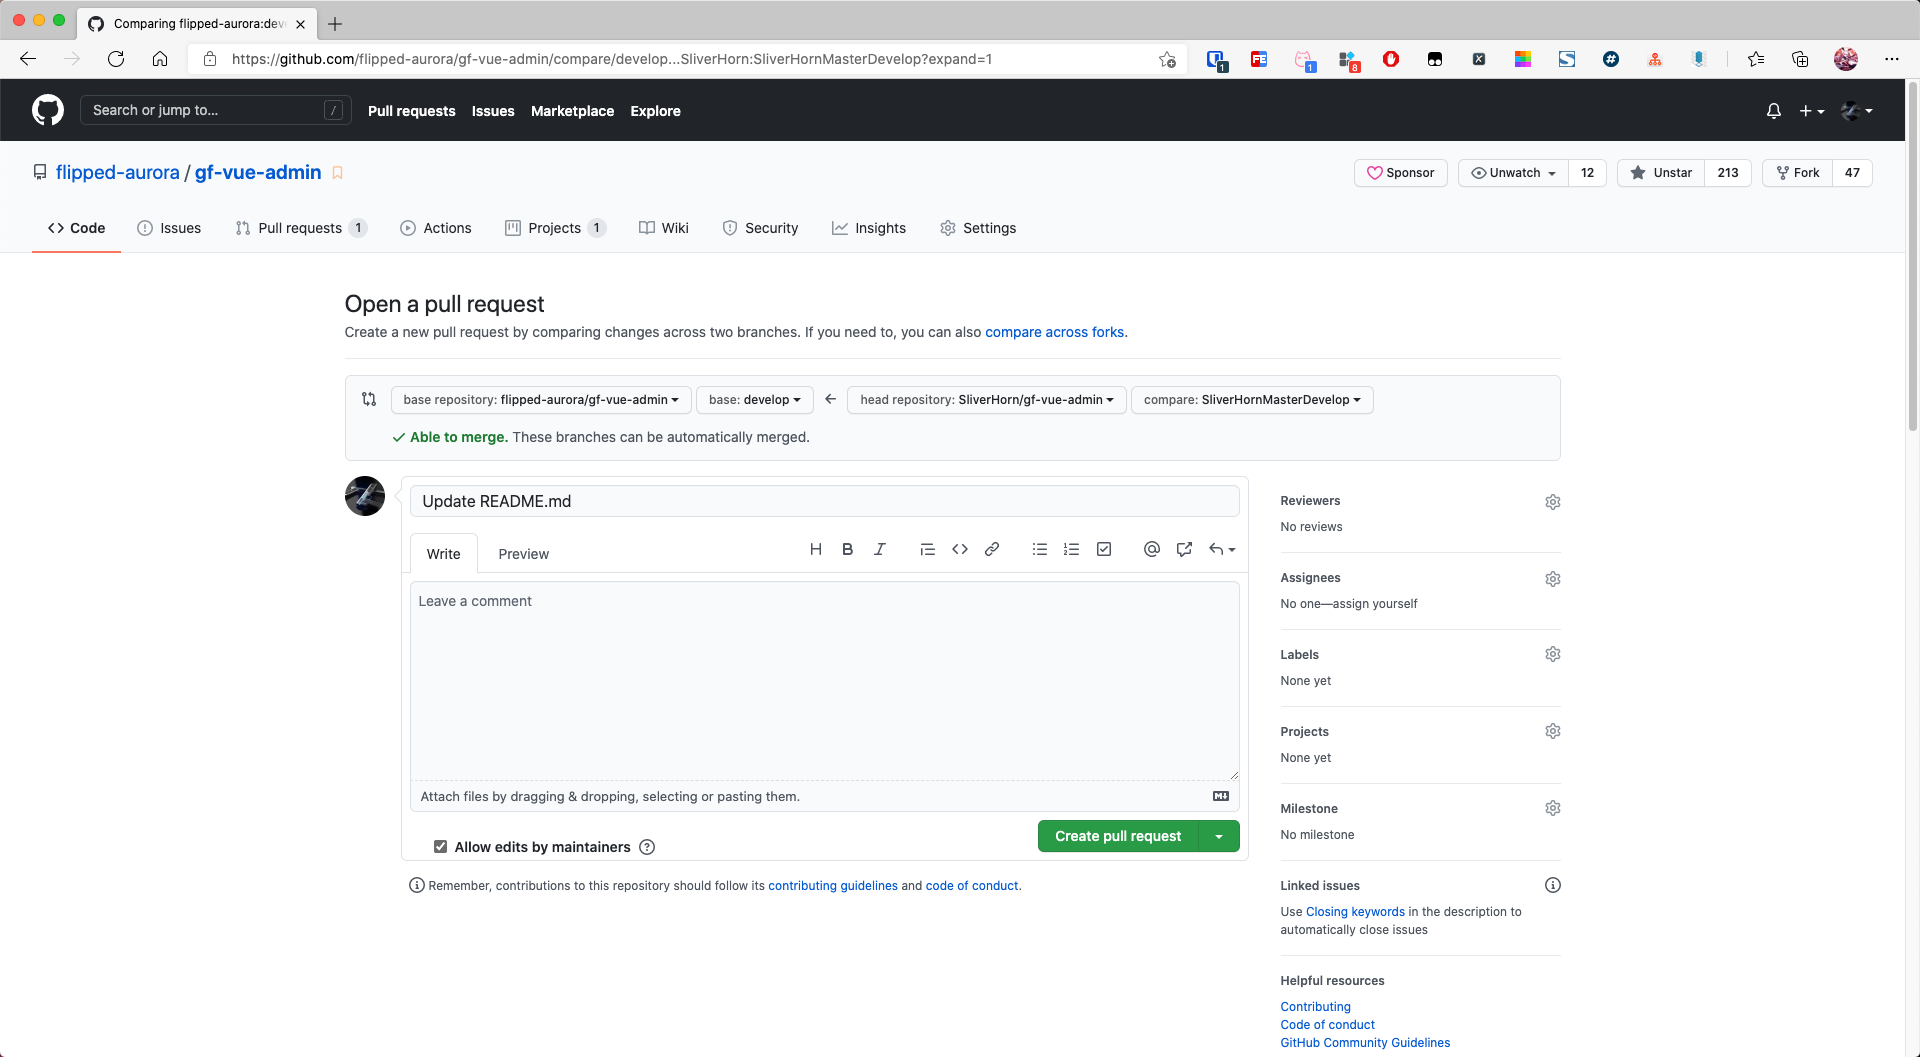 Comparing flipped-aurora:dev
https://github.com/flipped-aurora/gf-vue-admin/compare/develop...SliverHorn:SliverHornMasterDevelop?expand=1
1
FE
1
8
X
S
#
Search or jump to...
/
Pull requests
Issues
Marketplace
Explore
flipped-aurora / gf-vue-admin
Sponsor
Unwatch
12
Unstar
213
Fork
47
Code
Issues
Pull requests 1
Actions
Projects 1
Wiki
Security
Insights
Settings
Open a pull request
Create a new pull request by comparing changes across two branches. If you need to, you can also compare across forks.
base repository: flipped-aurora/gf-vue-admin
base: develop
head repository: SliverHorn/gf-vue-admin
compare: SliverHornMasterDevelop
Able to merge. These branches can be automatically merged.
Update README.md
Write
Preview
H B I
Leave a comment
Attach files by dragging & dropping, selecting or pasting them.
Allow edits by maintainers
Create pull request
Remember, contributions to this repository should follow its contributing guidelines and code of conduct.
Reviewers
No reviews
Assignees
No one—assign yourself
Labels
None yet
Projects
None yet
Milestone
No milestone
Linked issues
Use Closing keywords in the description to
automatically close issues
Helpful resources
Contributing
Code of conduct
GitHub Community Guidelines